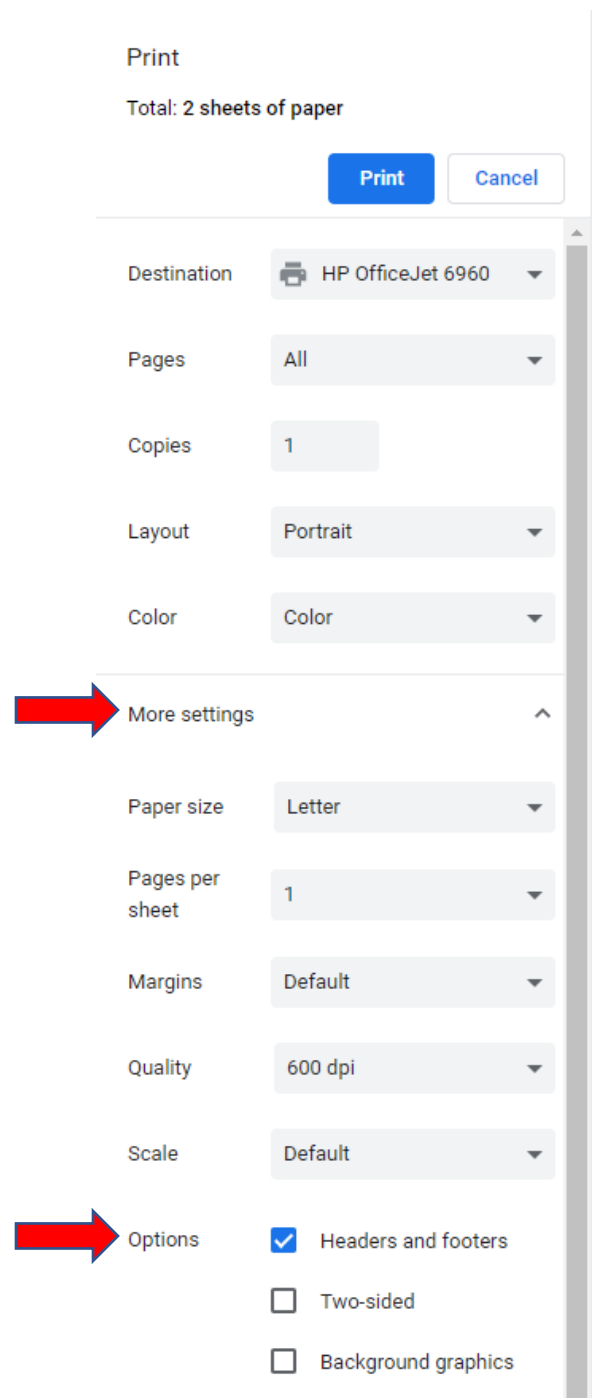 Print
Total: 2 sheets of paper
Print Cancel
Destination HP OfficeJet 6960
Pages All
Copies 1
Layout Portrait
Color Color
More settings
Paper size Letter
Pages per
sheet 1
Margins Default
Quality 600 dpi
Scale Default
Options Headers and footers
Two-sided
Background graphics